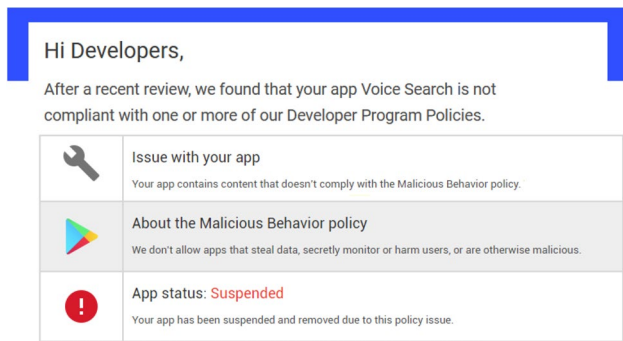 Hi Developers,
After a recent review, we found that your app Voice Search is not
compliant with one or more of our Developer Program Policies.
Issue with your app
Your app contains content that doesn't comply with the Malicious Behavior policy.
About the Malicious Behavior policy
We don't allow apps that steal data, secretly monitor or harm users, or are otherwise malicious.
App status: Suspended
Your app has been suspended and removed due to this policy issue.